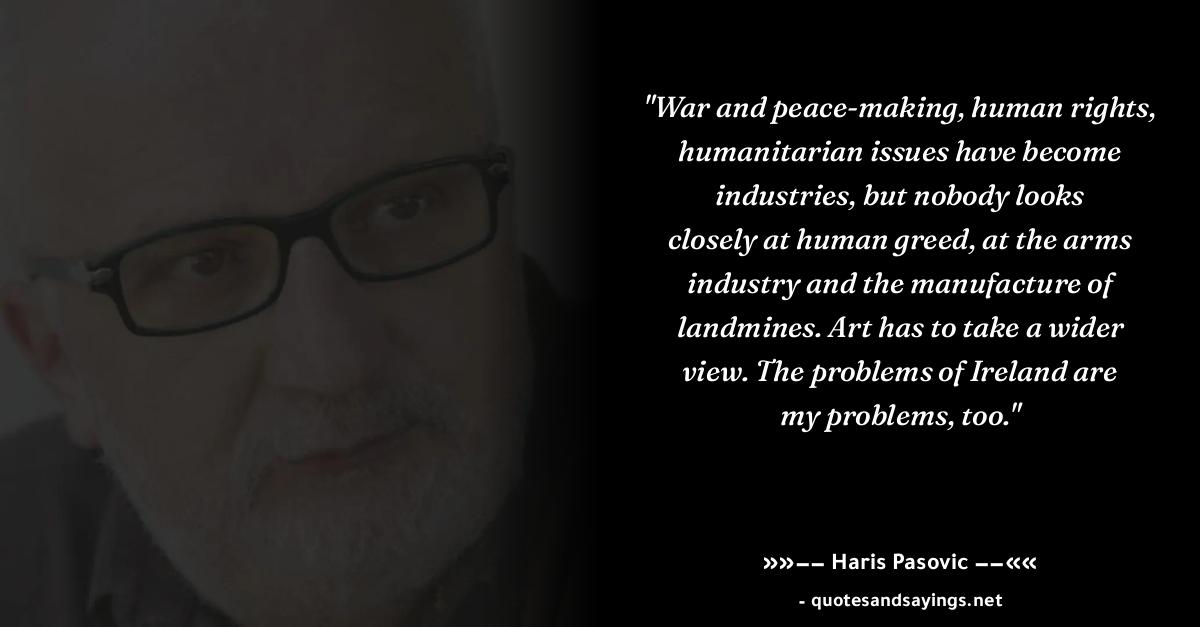 "War and peace-making, human rights,
humanitarian issues have become
industries, but nobody looks
closely at human greed, at the arms
industry and the manufacture of
landmines. Art has to take a wider
view. The problems of Ireland are
my problems, too."
»»−− Haris Pasovic −−««
- quotesandsayings.net